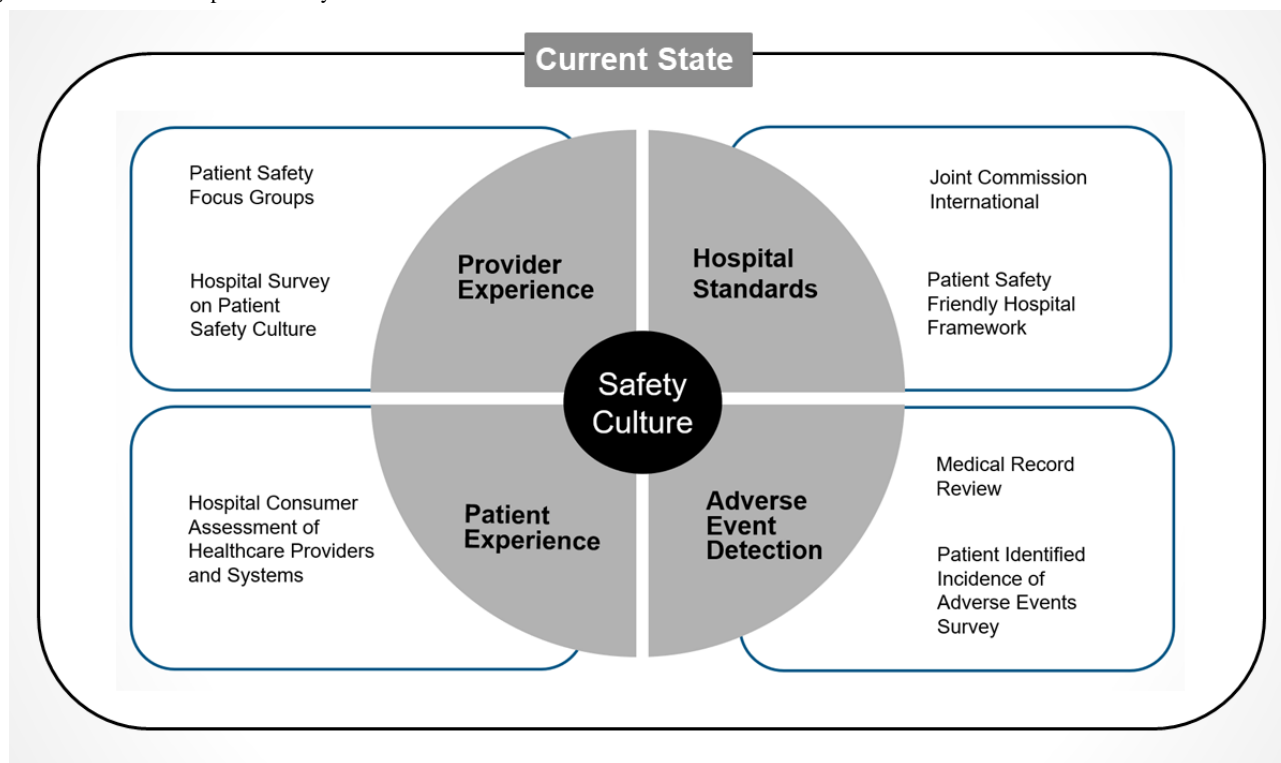 Current State
Patient Safety
Focus Groups
Hospital Survey
on Patient
Safety Culture
Provider
Experience
Hospital
Standards
Joint Commission
International
Patient Safety
Friendly Hospital
Framework
Safety
Culture
Hospital Consumer
Assessment of
Healthcare Providers
and Systems
Patient
Experience
Adverse
Event
Detection
Medical Record
Review
Patient Identified
Incidence of
Adverse Events
Survey